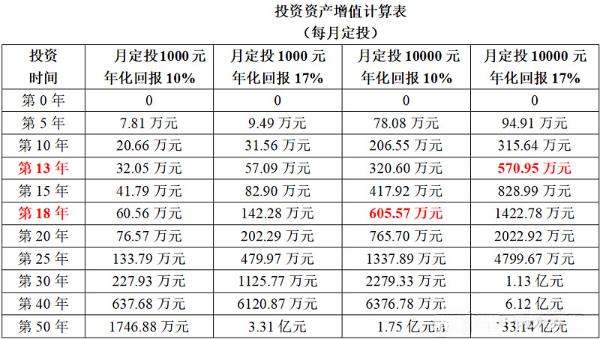 投资资产增值计算表
（每月定投）
投资时间 月定投1000元年化回报10% 月定投1000元年化回报17% 月定投10000元年化回报10% 月定投10000元年化回报17%
第0年 0 0 0 0
第5年 7.81万元 9.49万元 78.08万元 94.91万元
第10年 20.66万元 31.56万元 206.55万元 315.64万元
第13年 32.05万元 57.09万元 320.60万元 570.95万元
第15年 41.79万元 82.90万元 417.92万元 828.99万元
第18年 60.56万元 142.28万元 605.57万元 1422.78万元
第20年 76.57万元 202.29万元 765.70万元 2022.92万元
第25年 133.79万元 479.97万元 1337.89万元 4799.67万元
第30年 227.93万元 1125.77万元 2279.33万元 1.13亿元
第40年 637.68万元 6120.87万元 6376.78万元 6.12亿元
第50年 1746.88万元 3.31亿元 1.75亿元 33.14亿元